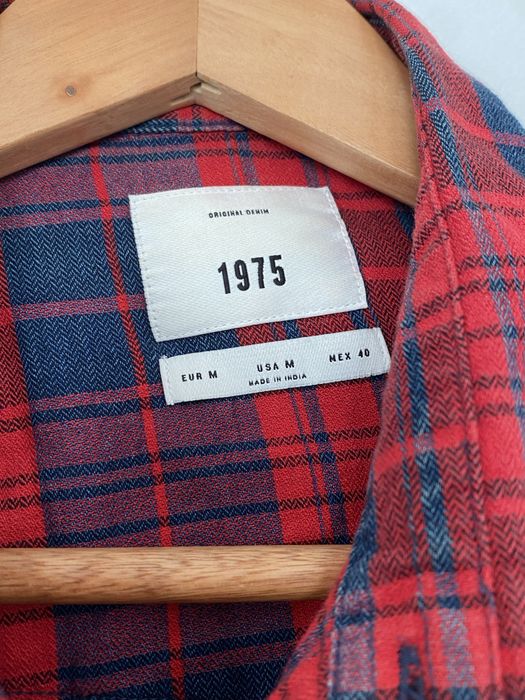 ORIGINAL DENIM
1975
EUR M USA M MEX 40
MADE IN INDIA